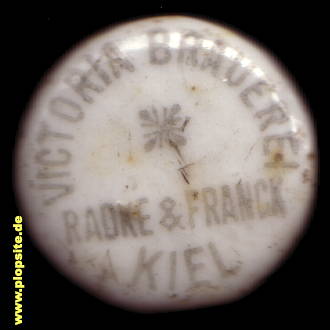 VICTORIA BRAUEREI
RADKE & FRANCK
KIEL
www.plopsite.de